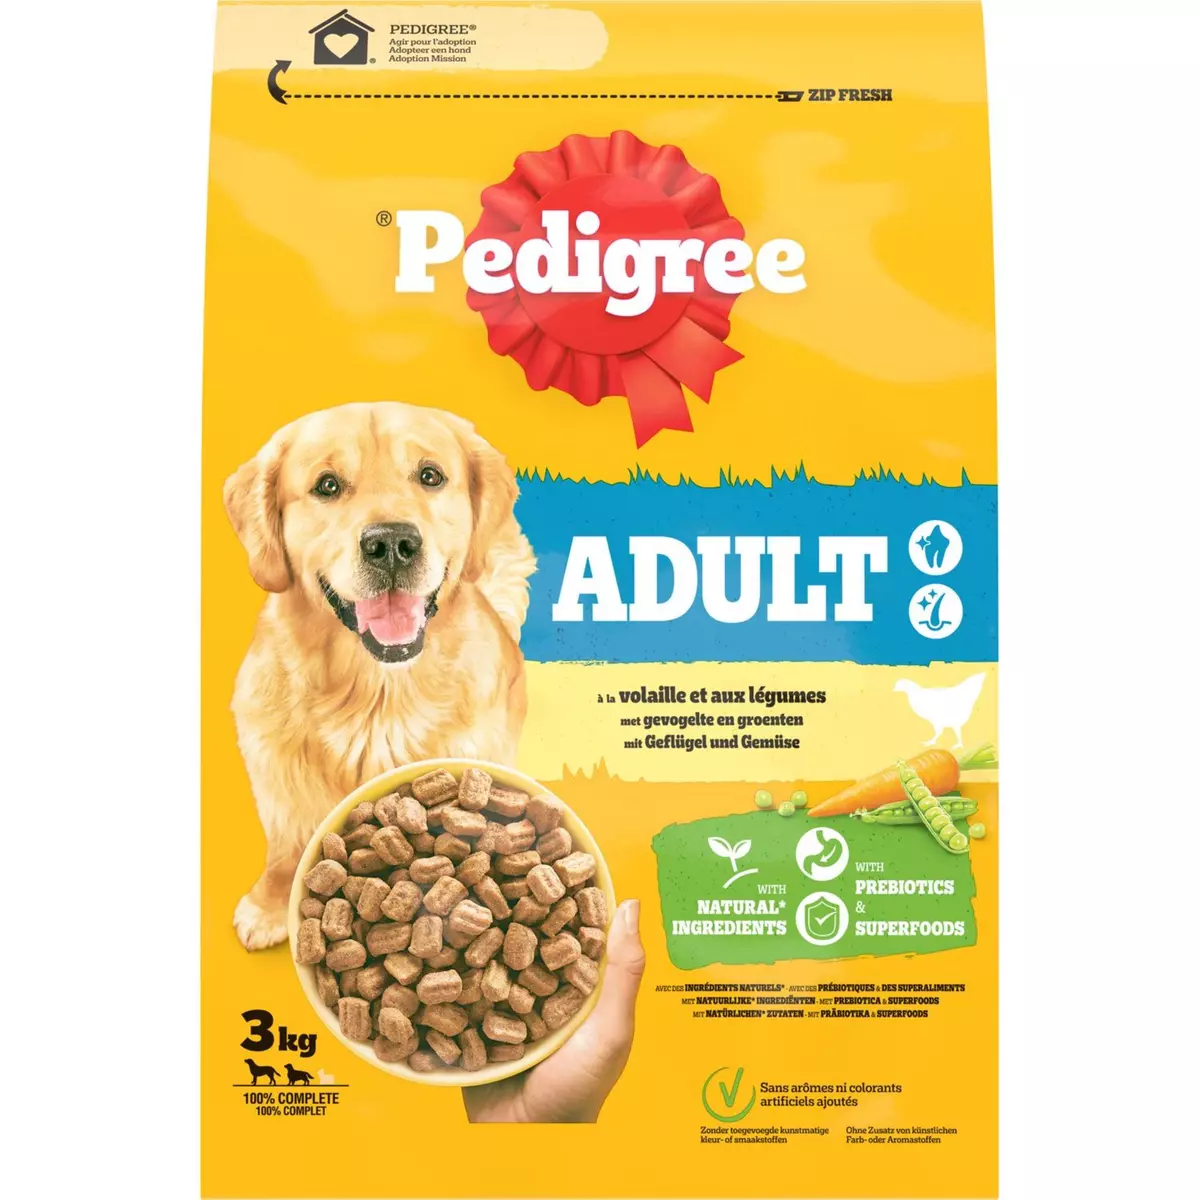 PEDIGREE®
Agir pour l'adoption
Adopteer een hond
Adoption Mission
®
ZIP FRESH
® Pedigree
ADULT
à la volaille et aux légumes
met gevogelte en groenten
mit Geflügel und Gemüse
WITH
NATURAL*
INGREDIENTS
WITH
PREBIOTICS
&
SUPERFOODS
AVEC DES INGRÉDIENTS NATURELS* - AVEC DES PRÉBIOTIQUES & DES SUPERALIMENTS
MET NATUURLIJKE* INGREDIËNTEN - MET PREBIOTICA & SUPERFOODS
MIT NATÜRLICHEN* ZUTATEN - MIT PRÄBIOTIKA & SUPERFOODS
3 kg
100% COMPLETE
100% COMPLET
Sans arômes ni colorants
artificiels ajoutés
Zonder toegevoegde kunstmatige
kleur- of smaakstoffen
Ohne Zusatz von künstlichen
Farb- oder Aromastoffen